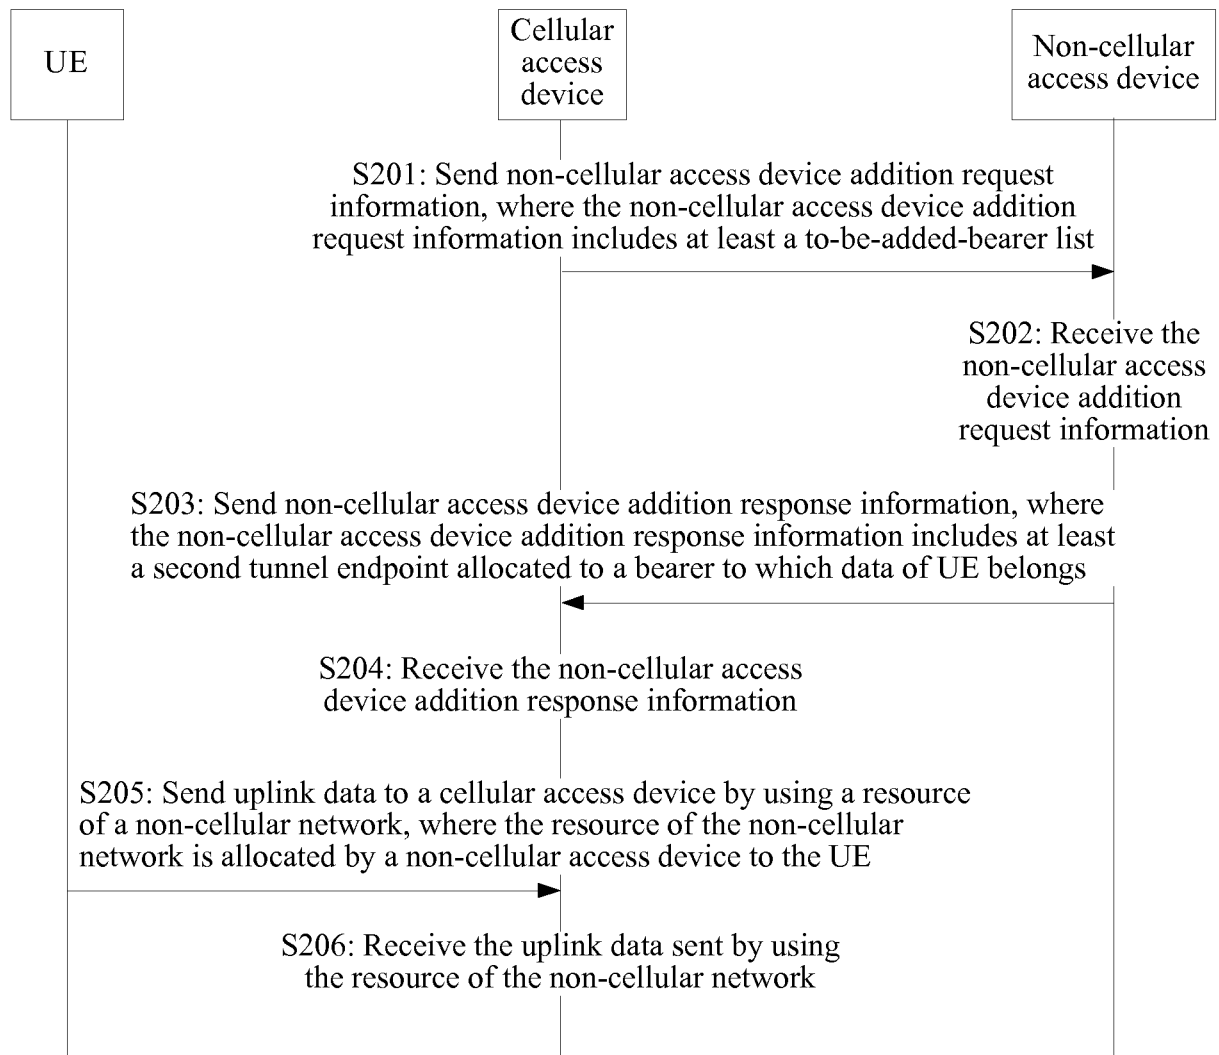 UE
Cellular
access
device
Non-cellular
access device
S201: Send non-cellular access device addition request
information, where the non-cellular access device addition
request information includes at least a to-be-added-bearer list
S202: Receive the
non-cellular access
device addition
request information
S203: Send non-cellular access device addition response information, where
the non-cellular access device addition response information includes at least
a second tunnel endpoint allocated to a bearer to which data of UE belongs
S204: Receive the non-cellular access
device addition response information
S205: Send uplink data to a cellular access device by using a resource
of a non-cellular network, where the resource of the non-cellular
network is allocated by a non-cellular access device to the UE
S206: Receive the uplink data sent by using
the resource of the non-cellular network